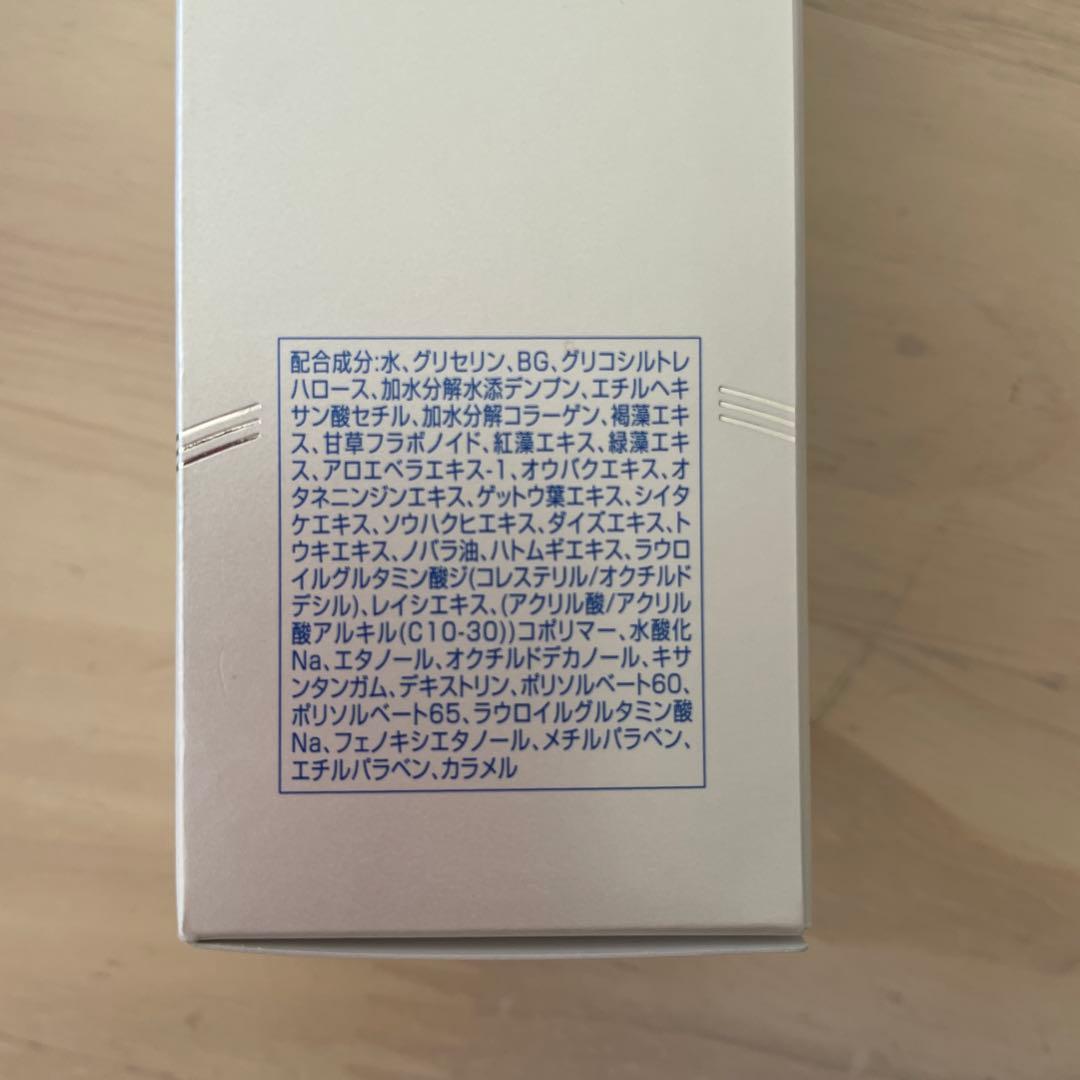 配合成分:水、グリセリン、BG、グリコシルトレ
ハロース、加水分解水添デンプン、エチルヘキ
サン酸セチル、加水分解コラーゲン、褐藻エキ
ス、甘草フラボノイド、紅藻エキス、緑藻エキ
ス、アロエベラエキス-1、オウバクエキス、オ
タネニンジンエキス、ゲットウ葉エキス、シイタ
ケエキス、ソウハクヒエキス、ダイズエキス、ト
ウキエキス、ノバラ油、ハトムギエキス、ラウロ
イルグルタミン酸ジ(コレステリル/オクチルド
デシル)、レイシエキス、(アクリル酸/アクリル
酸アルキル(C10-30))コポリマー、水酸化
Na、エタノール、オクチルドデカノール、キサ
ンタンガム、デキストリン、ポリソルベート60、
ポリソルベート65、ラウロイルグルタミン酸
Na、フェノキシエタノール、メチルパラベン、
エチルパラベン、カラメル